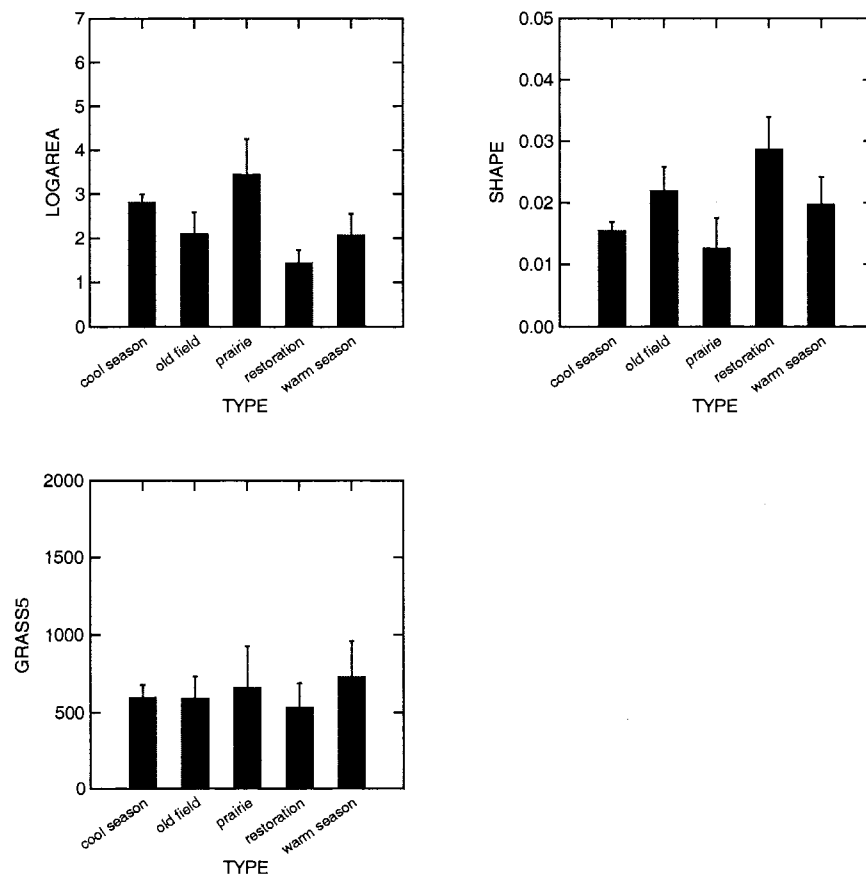 7
6
5
4
3
2
1
0
LOGAREA
cool season
old field
prairie
restoration
warm season
TYPE
0.05
0.04
0.03
0.02
0.01
0.00
SHAPE
cool season
old field
prairie
restoration
warm season
TYPE
2000
1500
1000
500
0
GRASS5
cool season
old field
prairie
restoration
warm season
TYPE